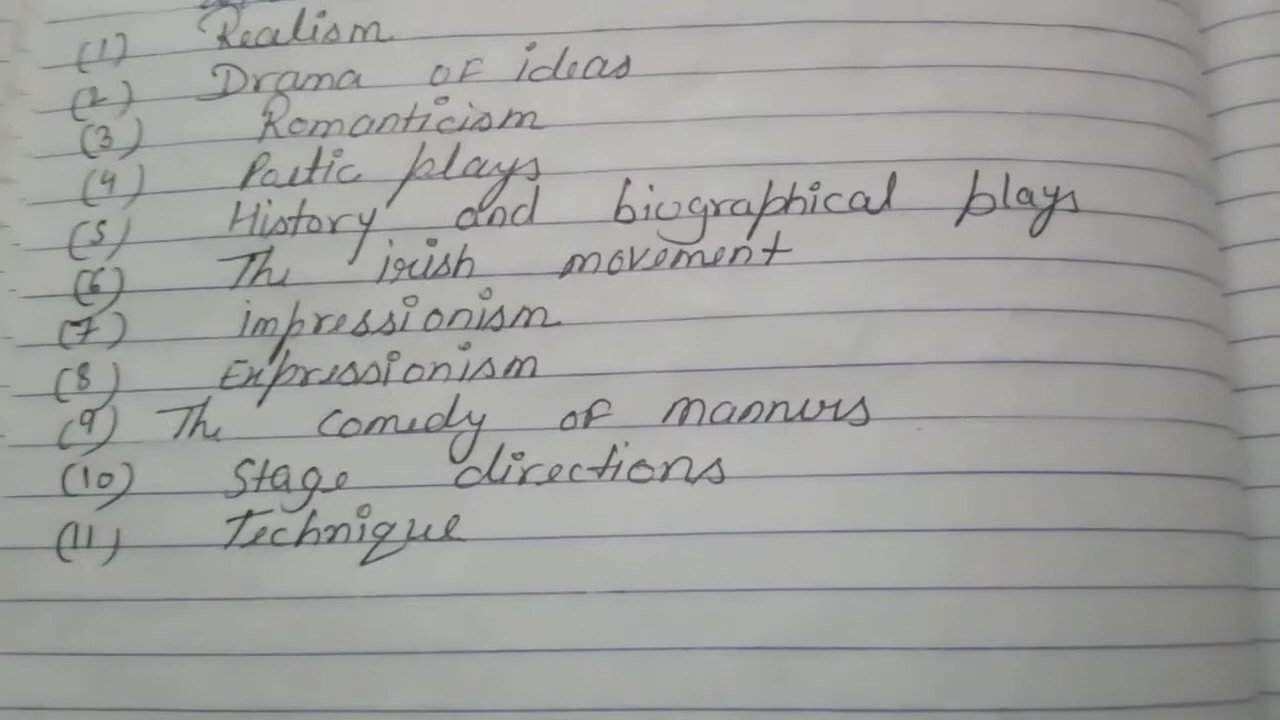 (1) Realism
(2) Drama of ideas
(3) Romanticism
(4) Poetic plays
(5) History and biographical plays
(6) The irish movement
(7) impressionism
(8) Expressionism
(9) The comedy of manners
(10) Stage directions
(11) Technique